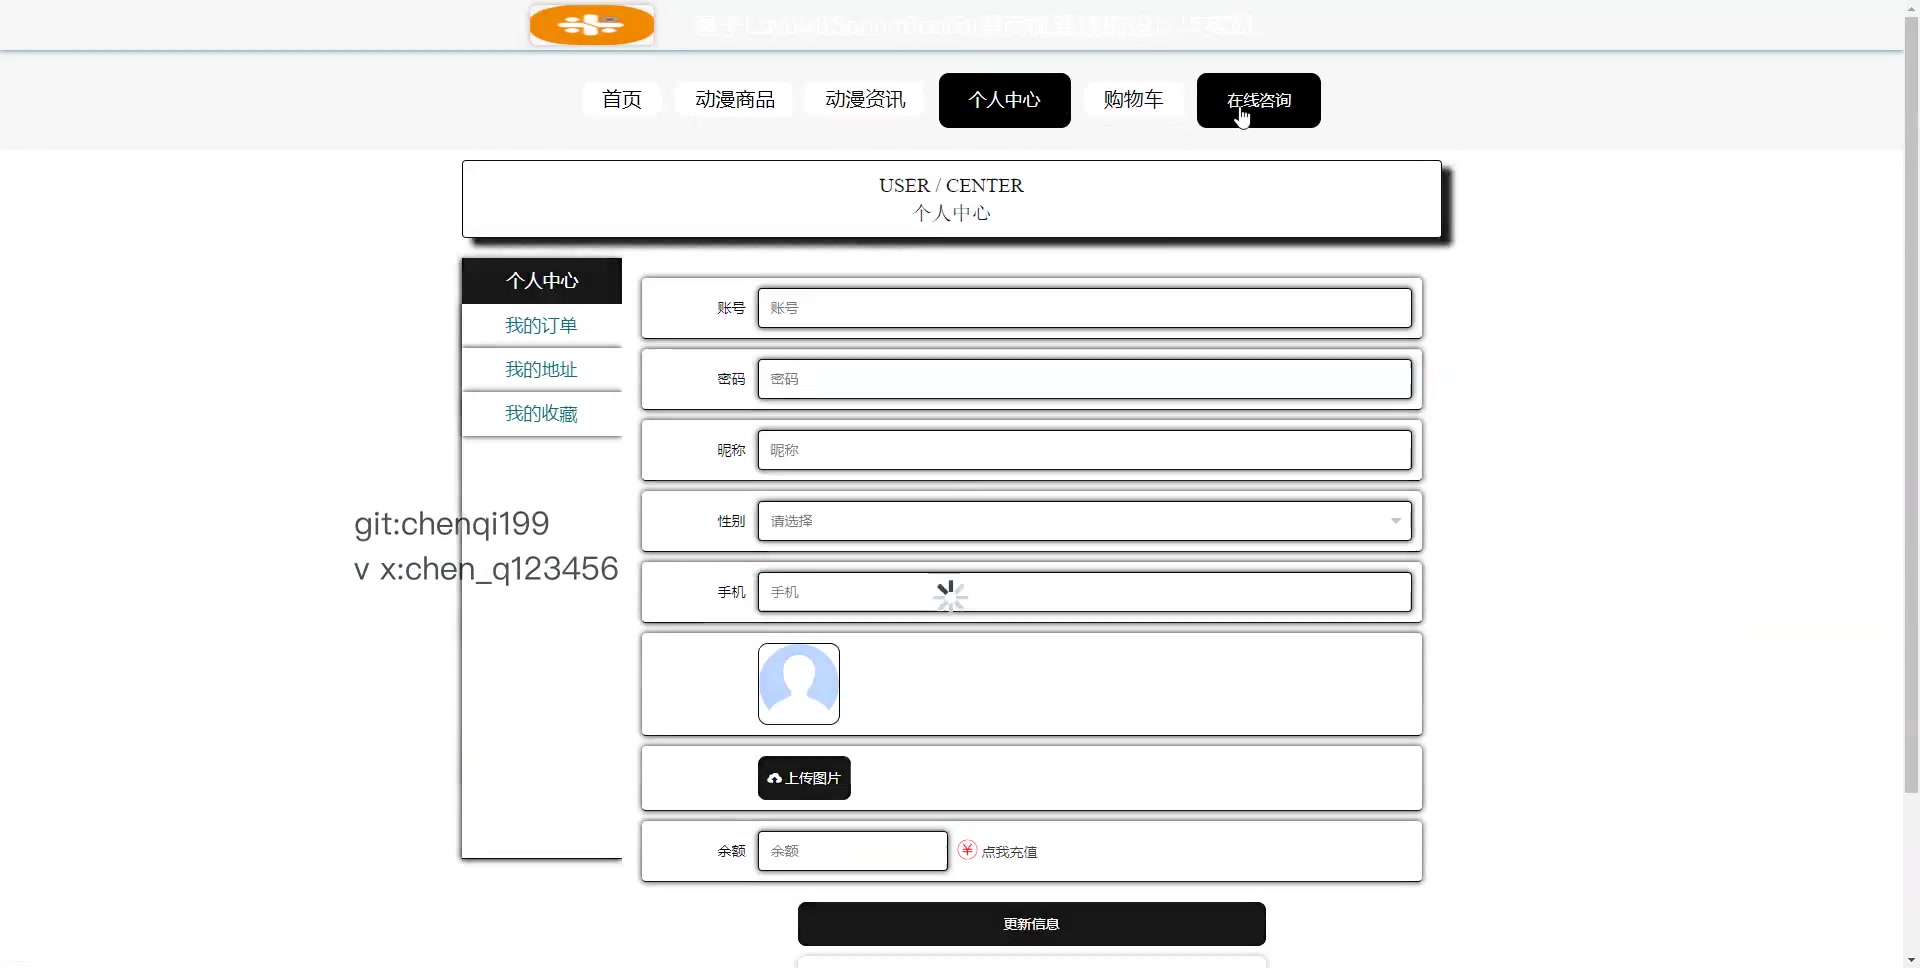 首页
动漫商品
动漫资讯
个人中心
购物车
在线咨询
USER / CENTER
个人中心
个人中心
我的订单
我的地址
我的收藏
账号 账号
密码 密码
昵称 昵称
性别 请选择
手机 手机
上传图片
余额 余额 点我充值
更新信息
git:chenqi199
v x:chen_q123456